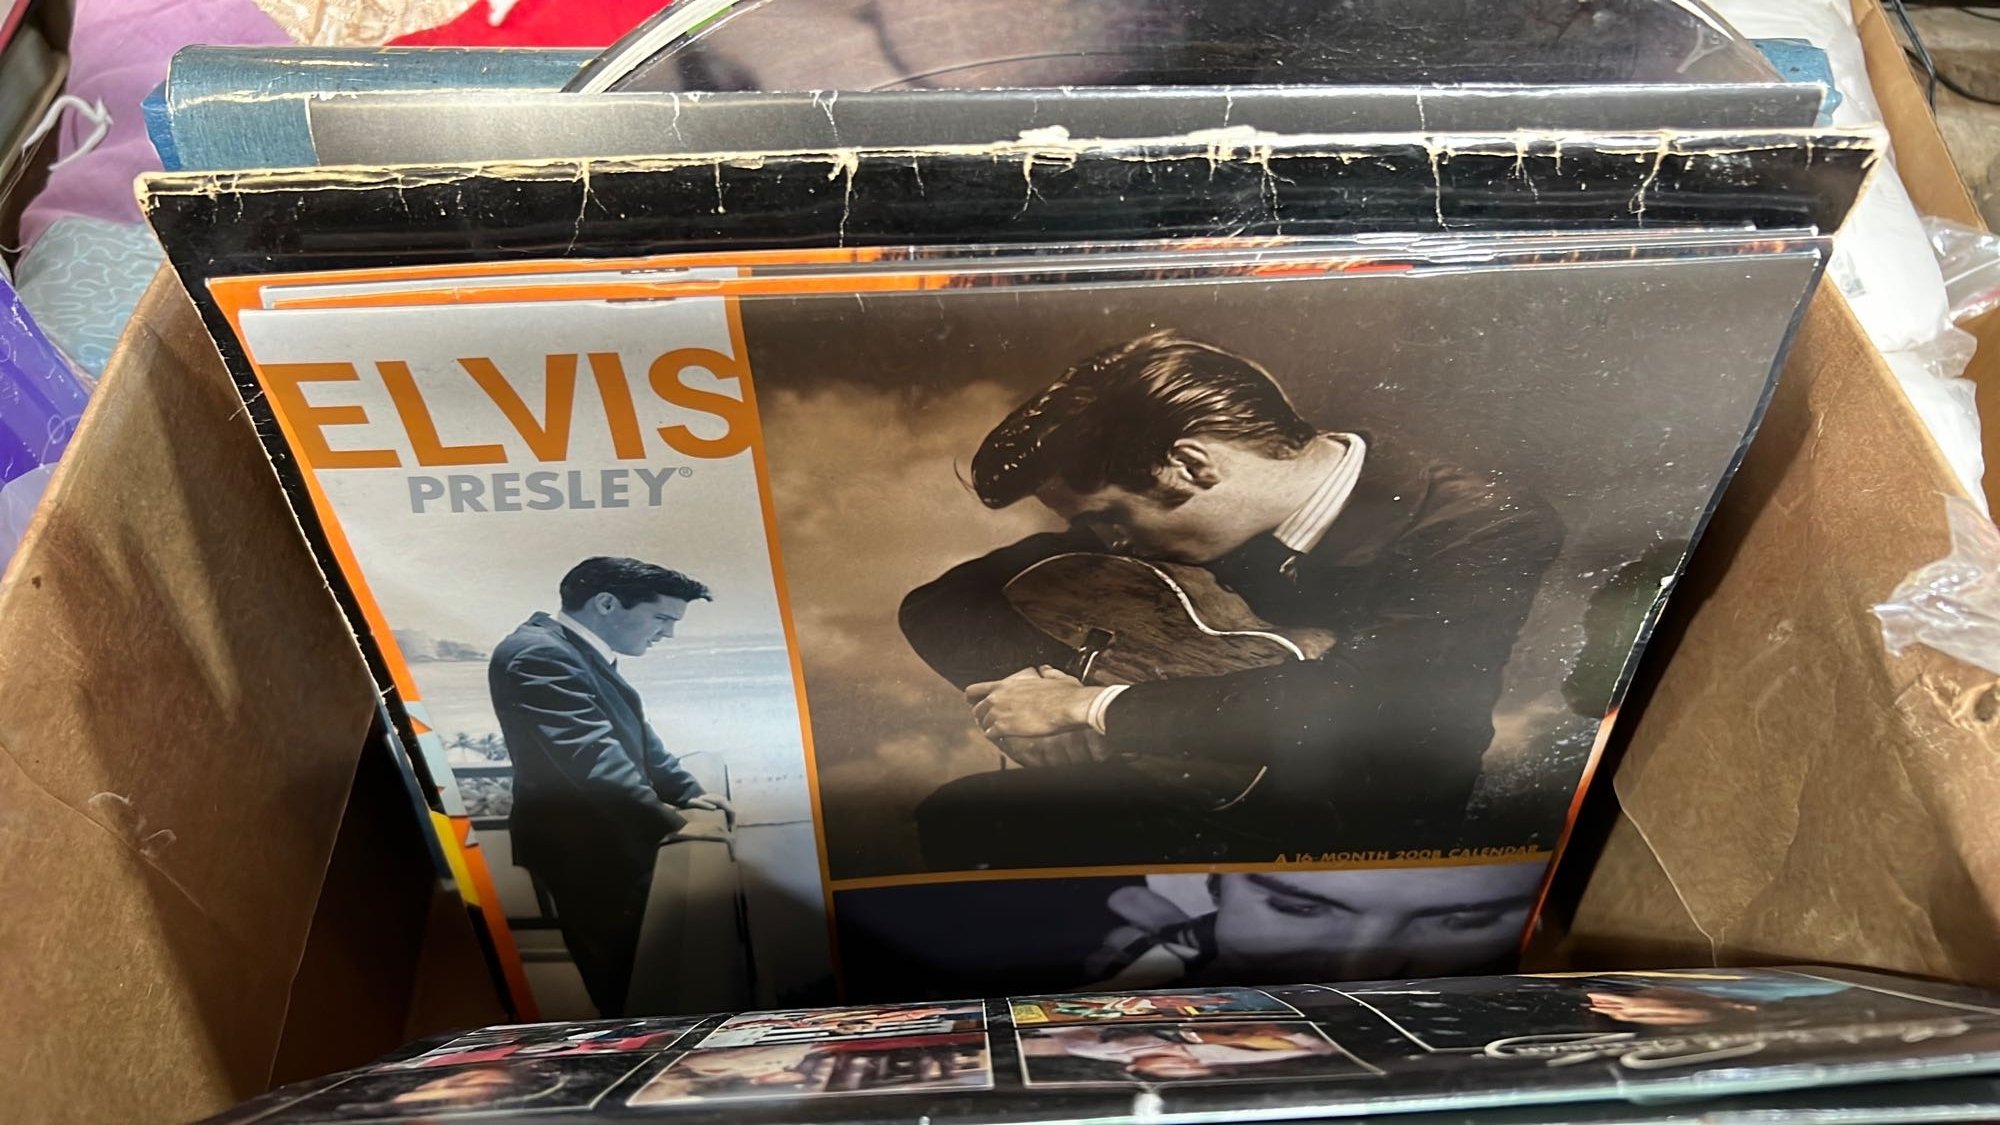 ELVIS
PRESLEY®
A 16-MONTH 2008 CALENDAR